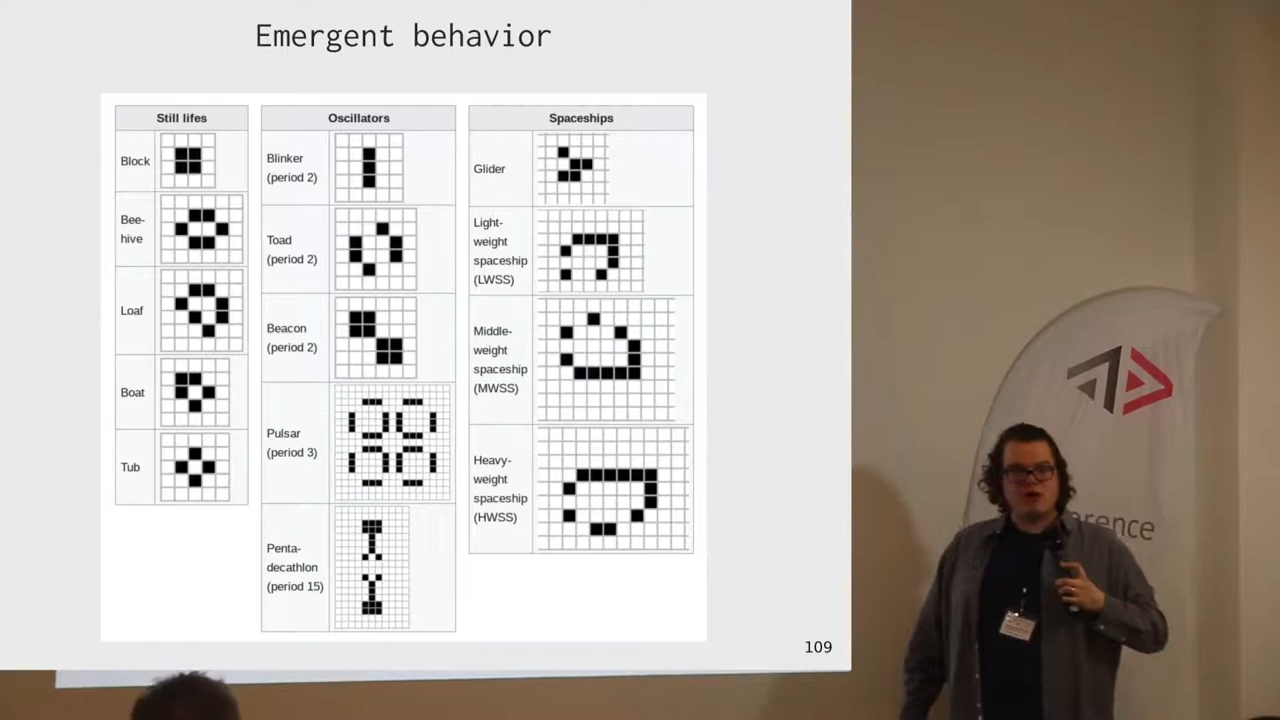 Emergent behavior
Still lifes
Block
Bee-
hive
Loaf
Boat
Tub
Oscillators
Blinker
(period 2)
Toad
(period 2)
Beacon
(period 2)
Pulsar
(period 3)
Penta-
decathlon
(period 15)
Spaceships
Glider
Light-
weight
spaceship
(LWSS)
Middle-
weight
spaceship
(MWSS)
Heavy-
weight
spaceship
(HWSS)
109